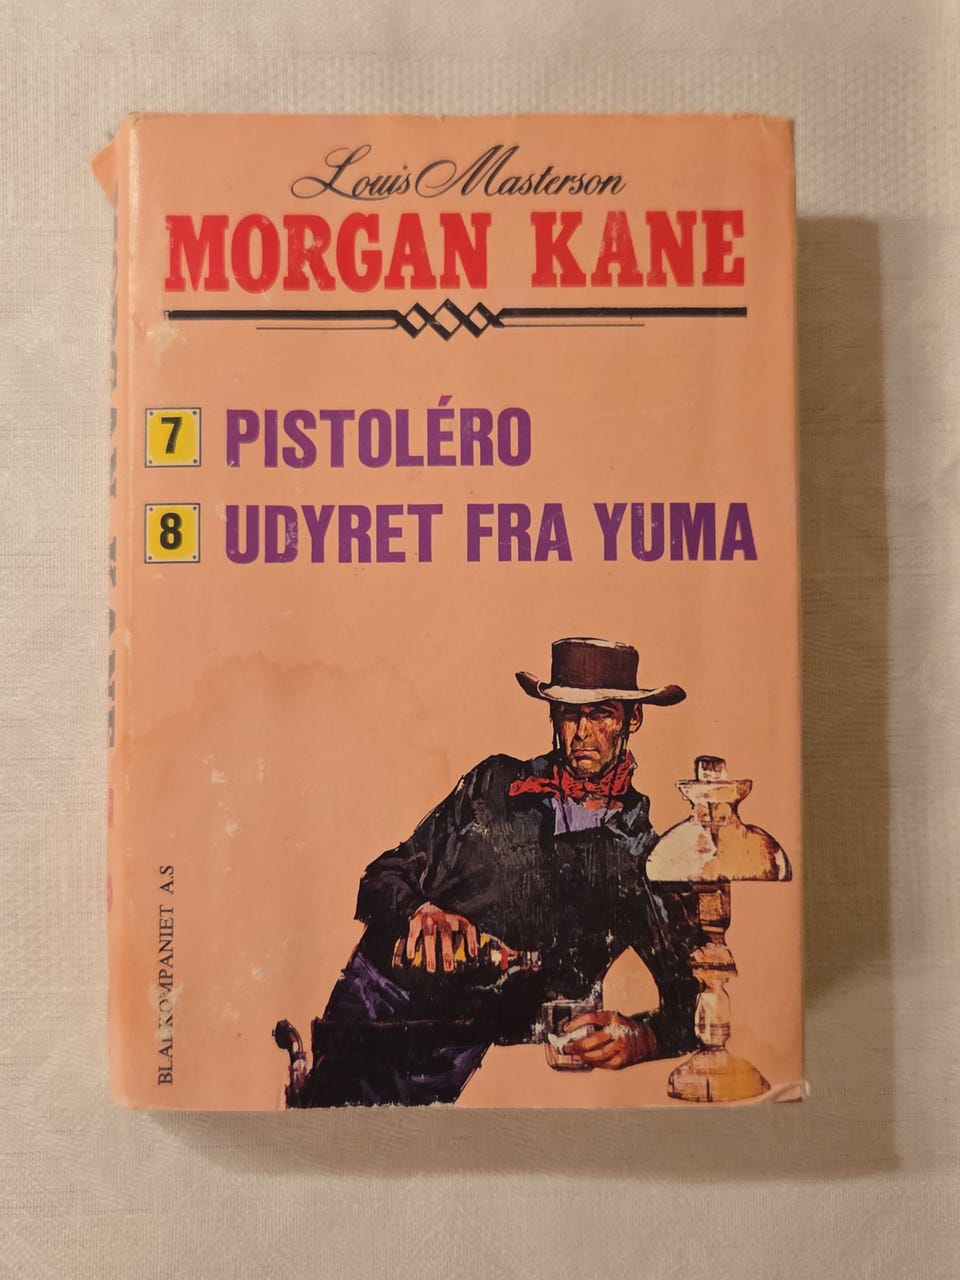 Louis Masterson
MORGAN KANE
7 PISTOLÉRO
8 UDYRET FRA YUMA
BLADKOMPANIET A.S